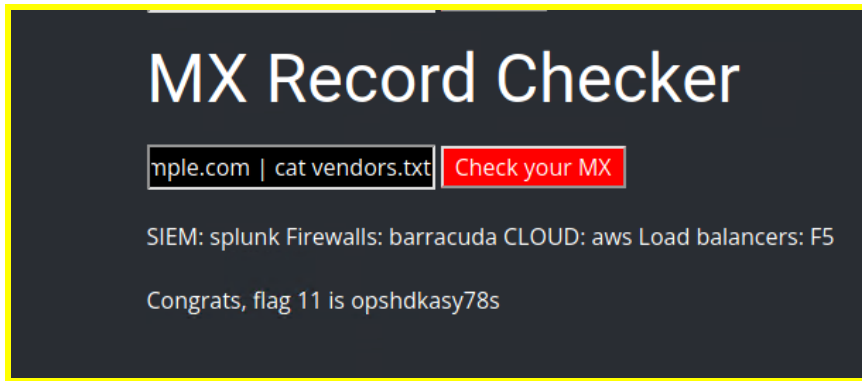 MX Record Checker
mple.com | cat vendors.txt Check your MX
SIEM: splunk Firewalls: barracuda CLOUD: aws Load balancers: F5
Congrats, flag 11 is opshdkasy78s